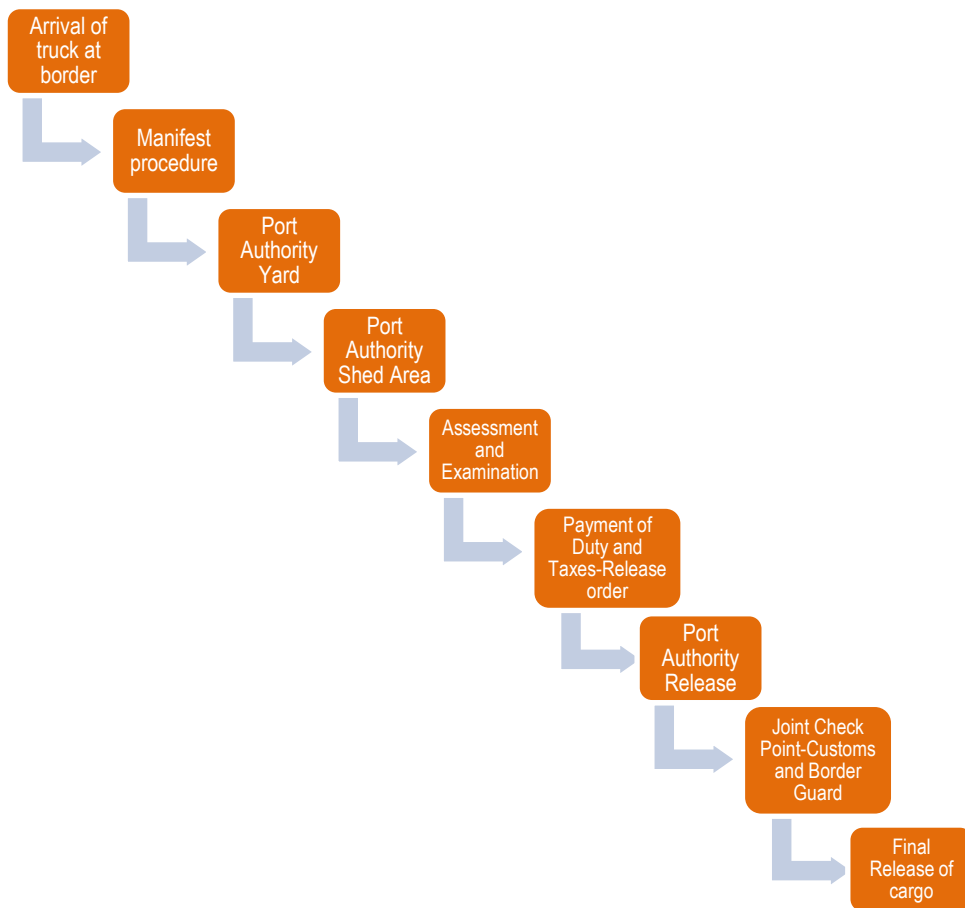 Arrival of
truck at
border
Manifest
procedure
Port
Authority
Yard
Port
Authority
Shed Area
Assessment
and
Examination
Payment of
Duty and
Taxes-Release
order
Port
Authority
Release
Joint Check
Point-Customs
and Border
Guard
Final
Release of
cargo